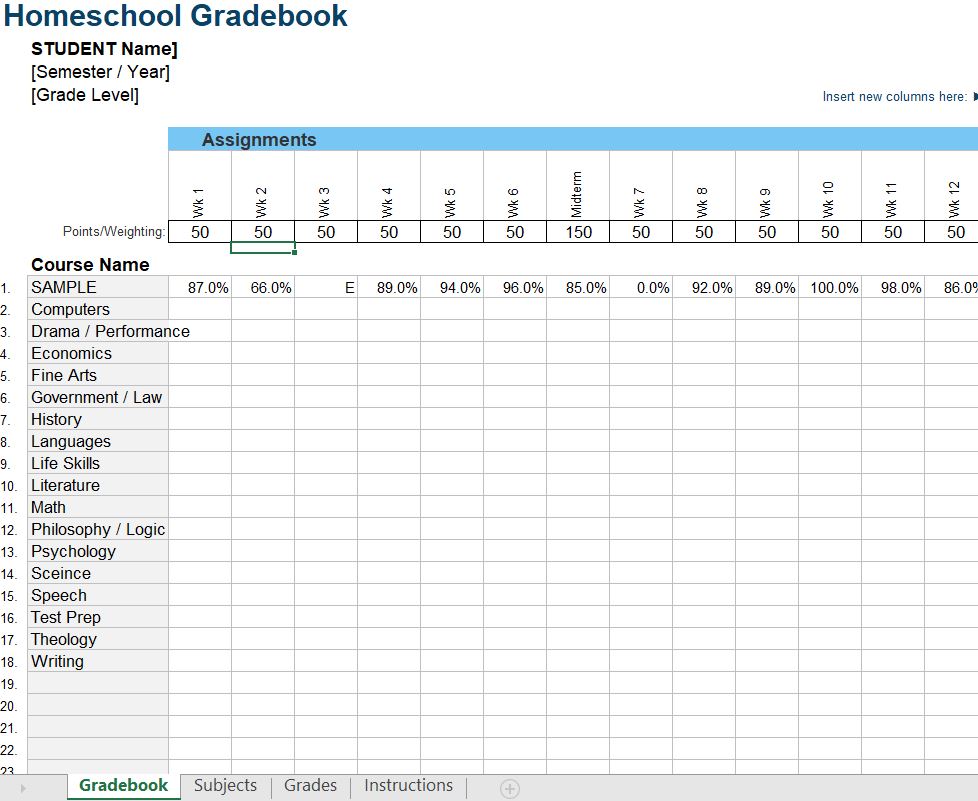 Homeschool Gradebook
STUDENT Name]
[Semester / Year]
[Grade Level]
Insert new columns here:
Assignments
Wk 1 Wk 2 Wk 3 Wk 4 Wk 5 Wk 6 Midterm Wk 7 Wk 8 Wk 9 Wk 10 Wk 11 Wk 12
Points/Weighting: 50 50 50 50 50 50 150 50 50 50 50 50 50
Course Name
1. SAMPLE 87.0% 66.0% E 89.0% 94.0% 96.0% 85.0% 0.0% 92.0% 89.0% 100.0% 98.0% 86.0%
2. Computers
3. Drama / Performance
4. Economics
5. Fine Arts
6. Government / Law
7. History
8. Languages
9. Life Skills
10. Literature
11. Math
12. Philosophy / Logic
13. Psychology
14. Sceince
15. Speech
16. Test Prep
17. Theology
18. Writing
19.
20.
21.
22.
23
Gradebook Subjects Grades Instructions